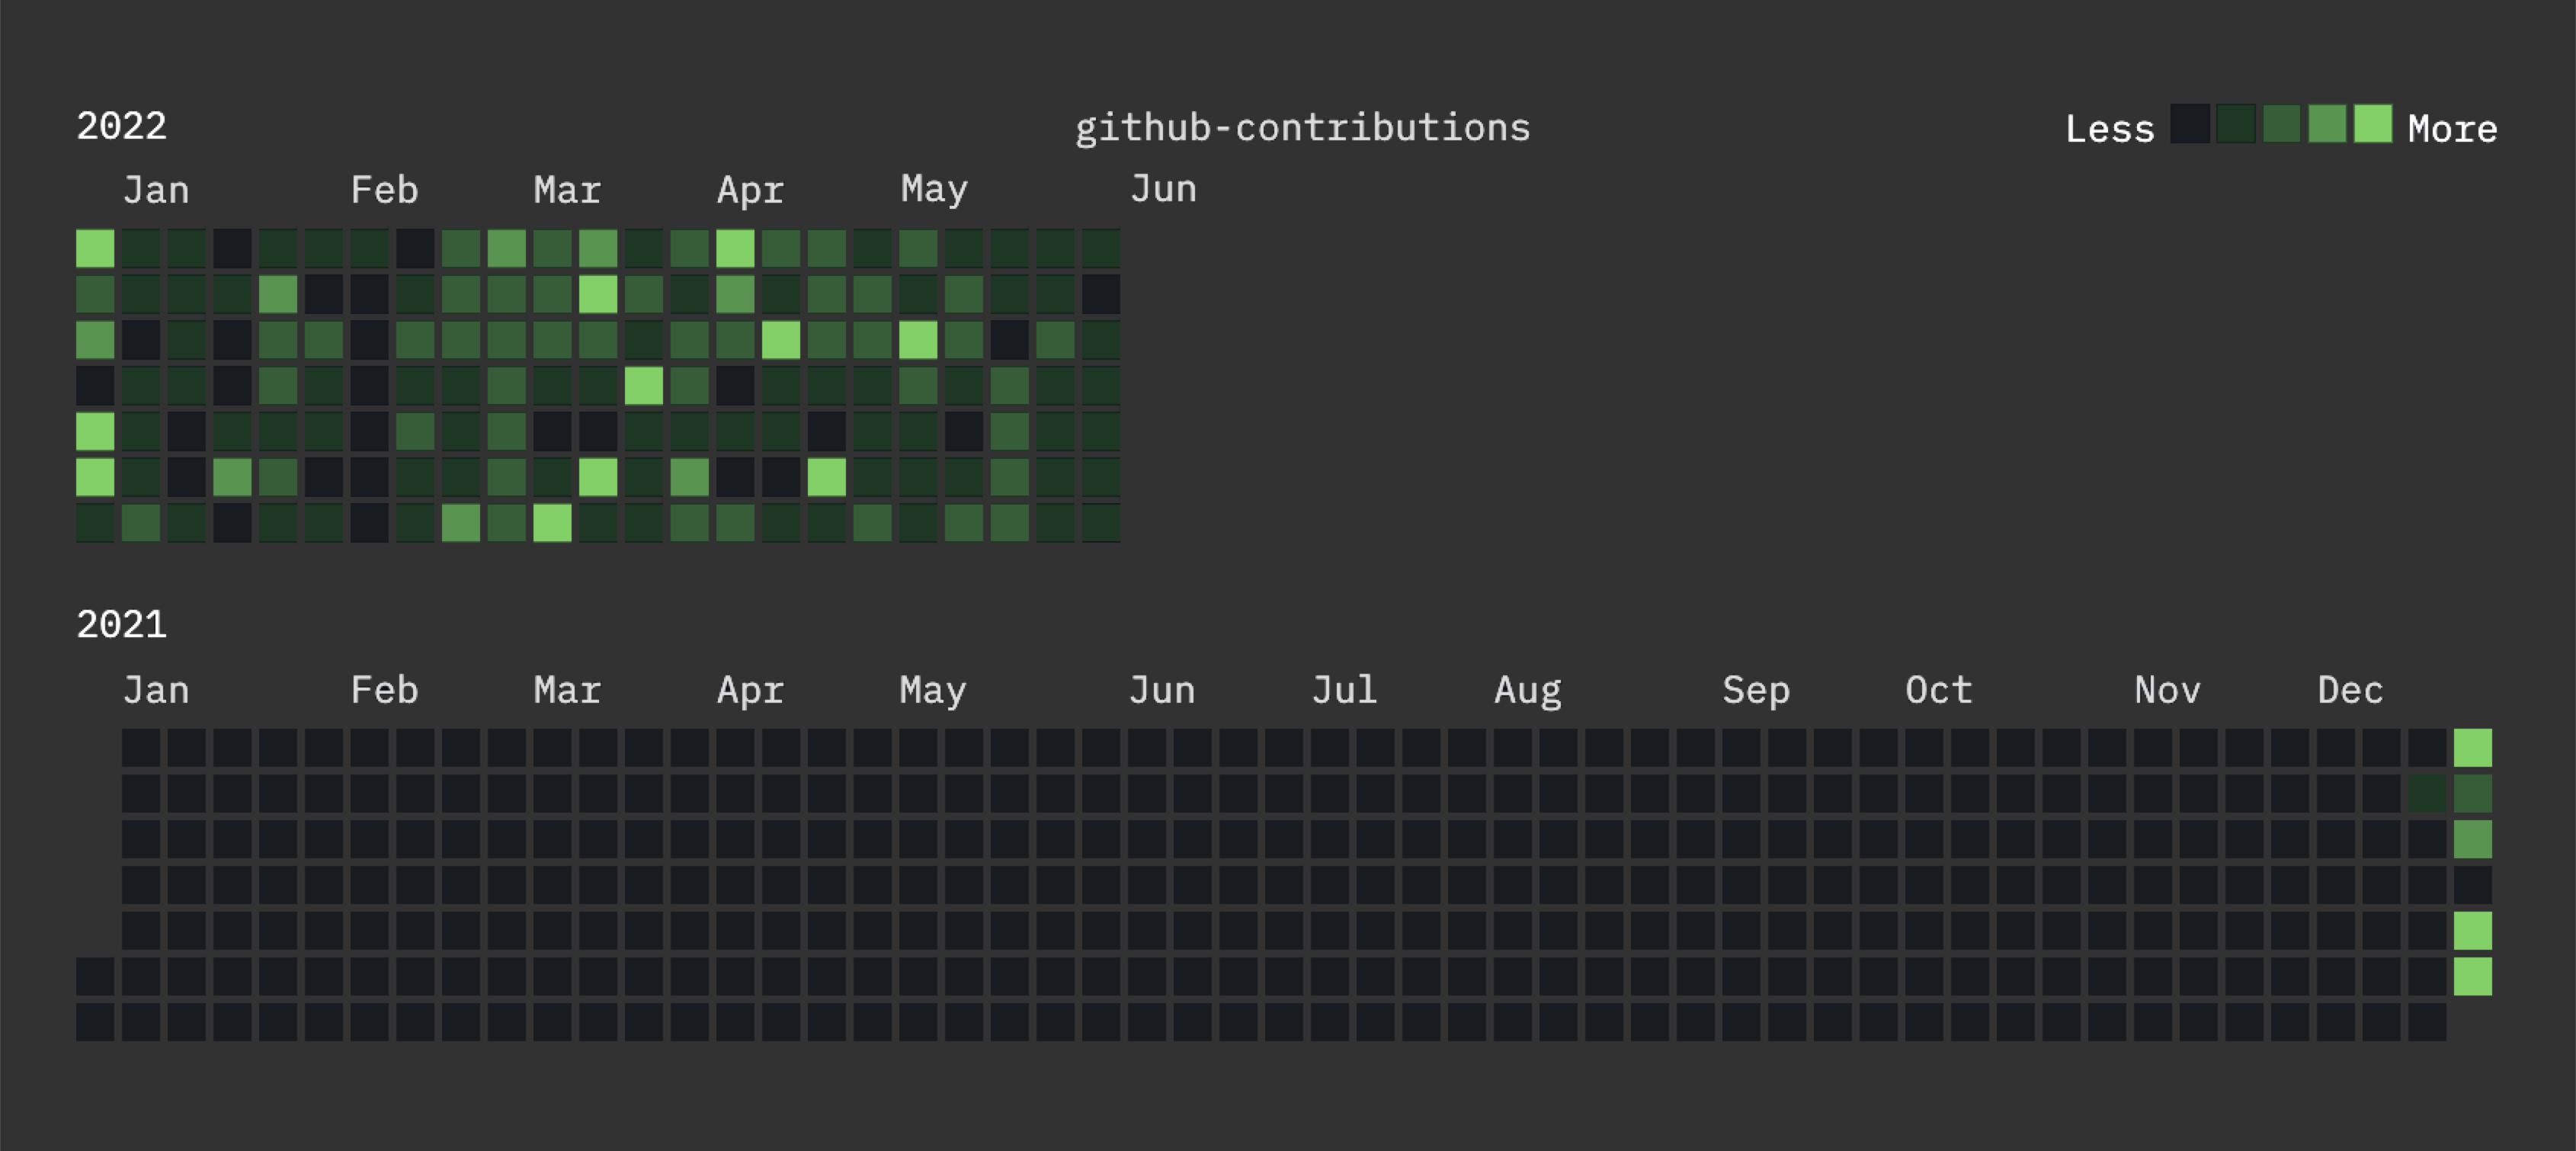 2022 github-contributions Less More
Jan Feb Mar Apr May Jun
2021
Jan Feb Mar Apr May Jun Jul Aug Sep Oct Nov Dec